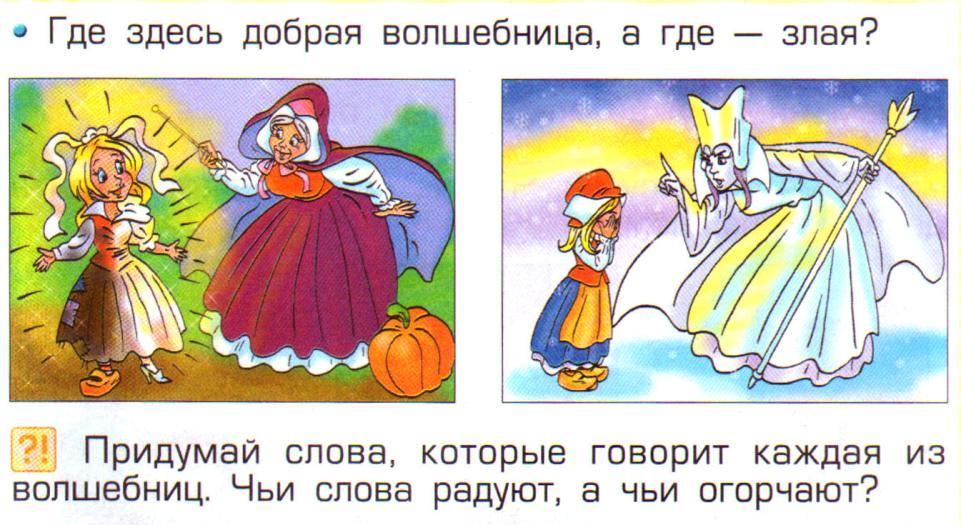 • Где здесь добрая волшебница, а где — злая?
?! Придумай слова, которые говорит каждая из
волшебниц. Чьи слова радуют, а чьи огорчают?